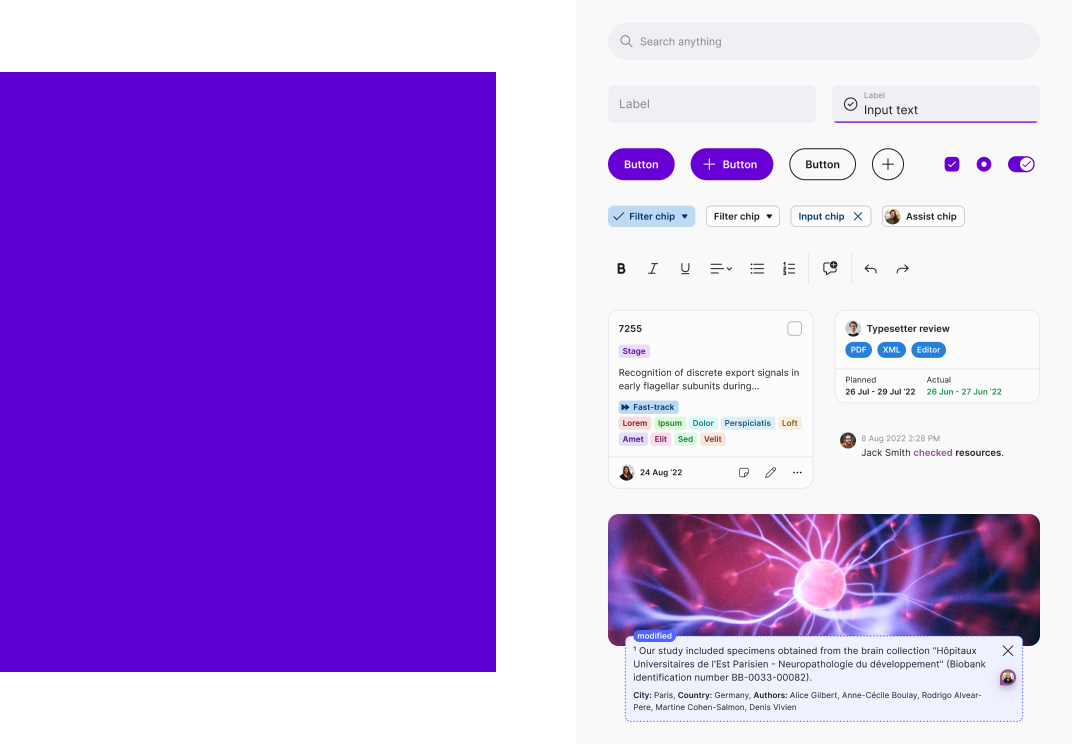 Search anything
Label
Label
Input text
Button
Button
Button
Filter chip
Filter chip
Input chip
Assist chip
B I U
7255
Stage
Recognition of discrete export signals in
early flagellar subunits during...
Fast-track
Lorem Ipsum Dolor Perspiciatis Loft
Amet Elit Sed Velit
24 Aug '22
Typesetter review
PDF XML Editor
Planned Actual
26 Jul - 29 Jul '22 26 Jun - 27 Jun '22
8 Aug 2022 2:28 PM
Jack Smith checked resources.
modified
¹ Our study included specimens obtained from the brain collection "Hôpitaux
Universitaires de l'Est Parisien - Neuropathologie du développement" (Biobank
identification number BB-0033-00082).
City: Paris, Country: Germany, Authors: Alice Gilbert, Anne-Cécile Boulay, Rodrigo Alvear-
Pere, Martine Cohen-Salmon, Denis Vivien